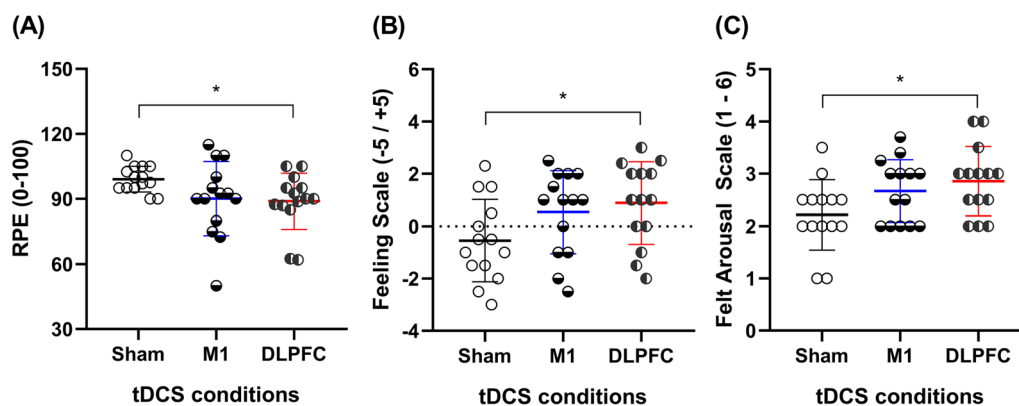 (A)
RPE (0-100)
150
120
90
60
30
*
Sham
M1
DLPFC
tDCS conditions
(B)
Feeling Scale (-5 / +5)
6
4
2
0
-2
-4
*
Sham
M1
DLPFC
tDCS conditions
(C)
Felt Arousal Scale (1 - 6)
5
4
3
2
1
0
*
Sham
M1
DLPFC
tDCS conditions